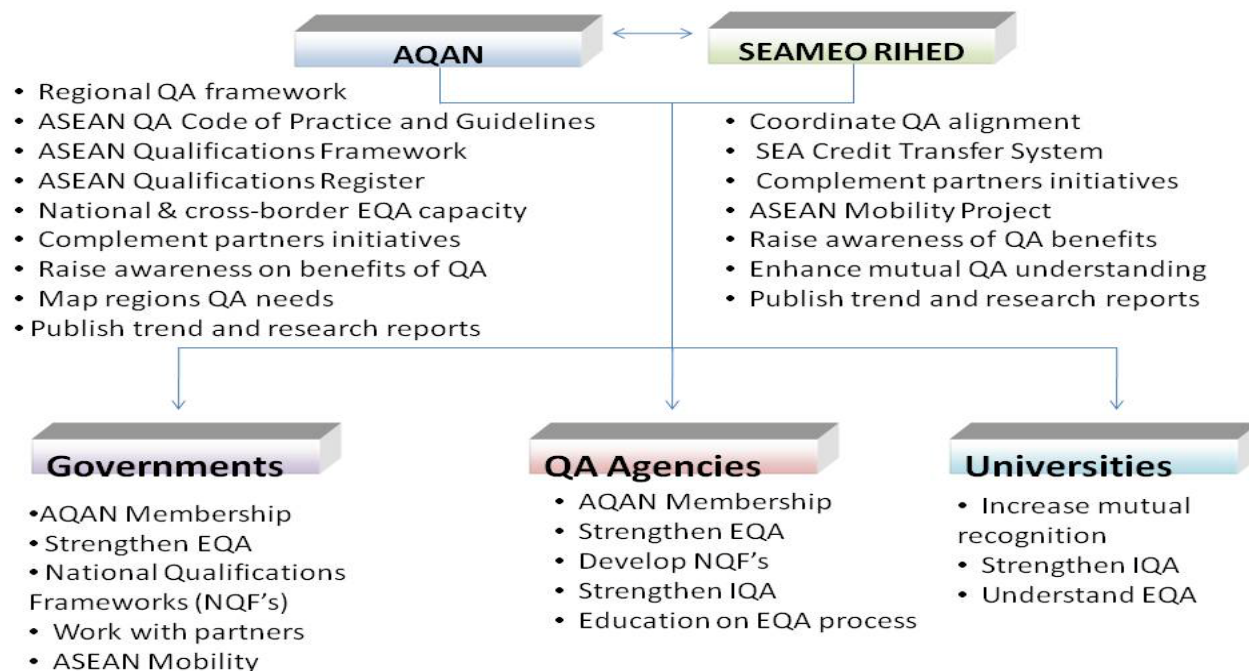 AQAN
SEAMEO RIHED
• Regional QA framework
• ASEAN QA Code of Practice and Guidelines
• ASEAN Qualifications Framework
• ASEAN Qualifications Register
• National & cross-border EQA capacity
• Complement partners initiatives
• Raise awareness on benefits of QA
• Map regions QA needs
• Publish trend and research reports
• Coordinate QA alignment
• SEA Credit Transfer System
• Complement partners initiatives
• ASEAN Mobility Project
• Raise awareness of QA benefits
• Enhance mutual QA understanding
• Publish trend and research reports
Governments
•AQAN Membership
• Strengthen EQA
• National Qualifications
Frameworks (NQF’s)
• Work with partners
• ASEAN Mobility
QA Agencies
• AQAN Membership
• Strengthen EQA
• Develop NQF’s
• Strengthen IQA
• Education on EQA process
Universities
• Increase mutual
recognition
• Strengthen IQA
• Understand EQA